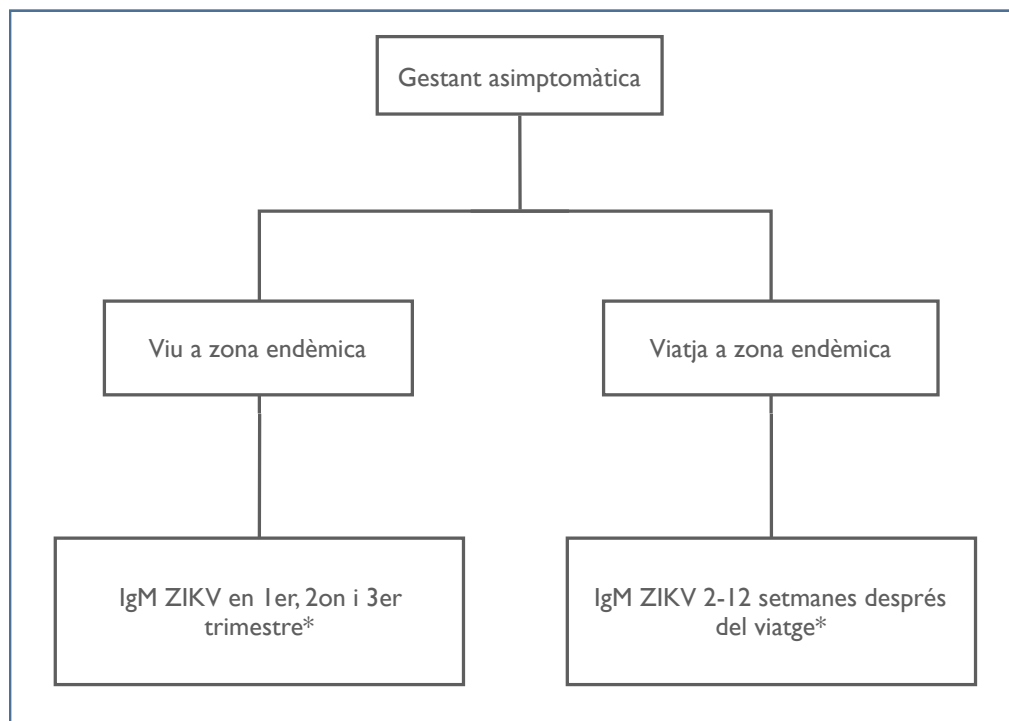 Gestant asimptomàtica
Viu a zona endèmica
Viatja a zona endèmica
IgM ZIKV en 1er, 2on i 3er
trimestre*
IgM ZIKV 2-12 setmanes després
del viatge*